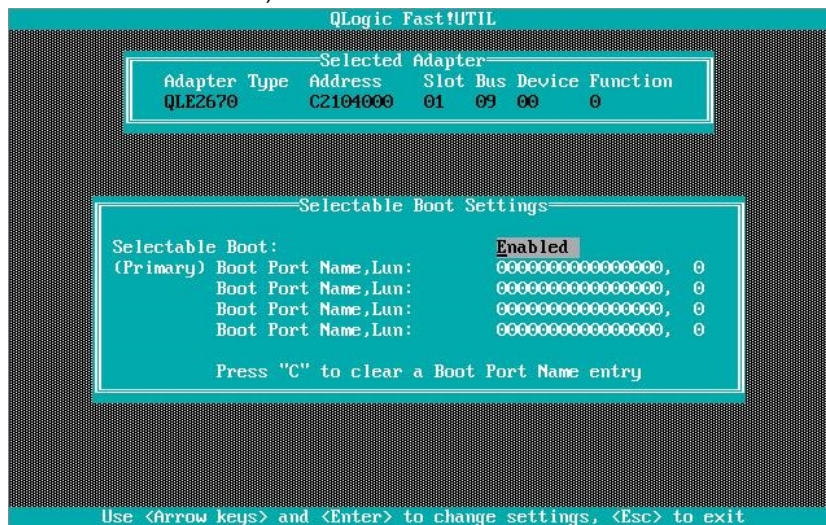 QLogic Fast!UTIL
Selected Adapter
Adapter Type Address Slot Bus Device Function
QLE2670 C2104000 01 09 00 0
Selectable Boot Settings
Selectable Boot: Enabled
(Primary) Boot Port Name,Lun: 0000000000000000, 0
Boot Port Name,Lun: 0000000000000000, 0
Boot Port Name,Lun: 0000000000000000, 0
Boot Port Name,Lun: 0000000000000000, 0
Press "C" to clear a Boot Port Name entry
Use <Arrow keys> and <Enter> to change settings, <Esc> to exit